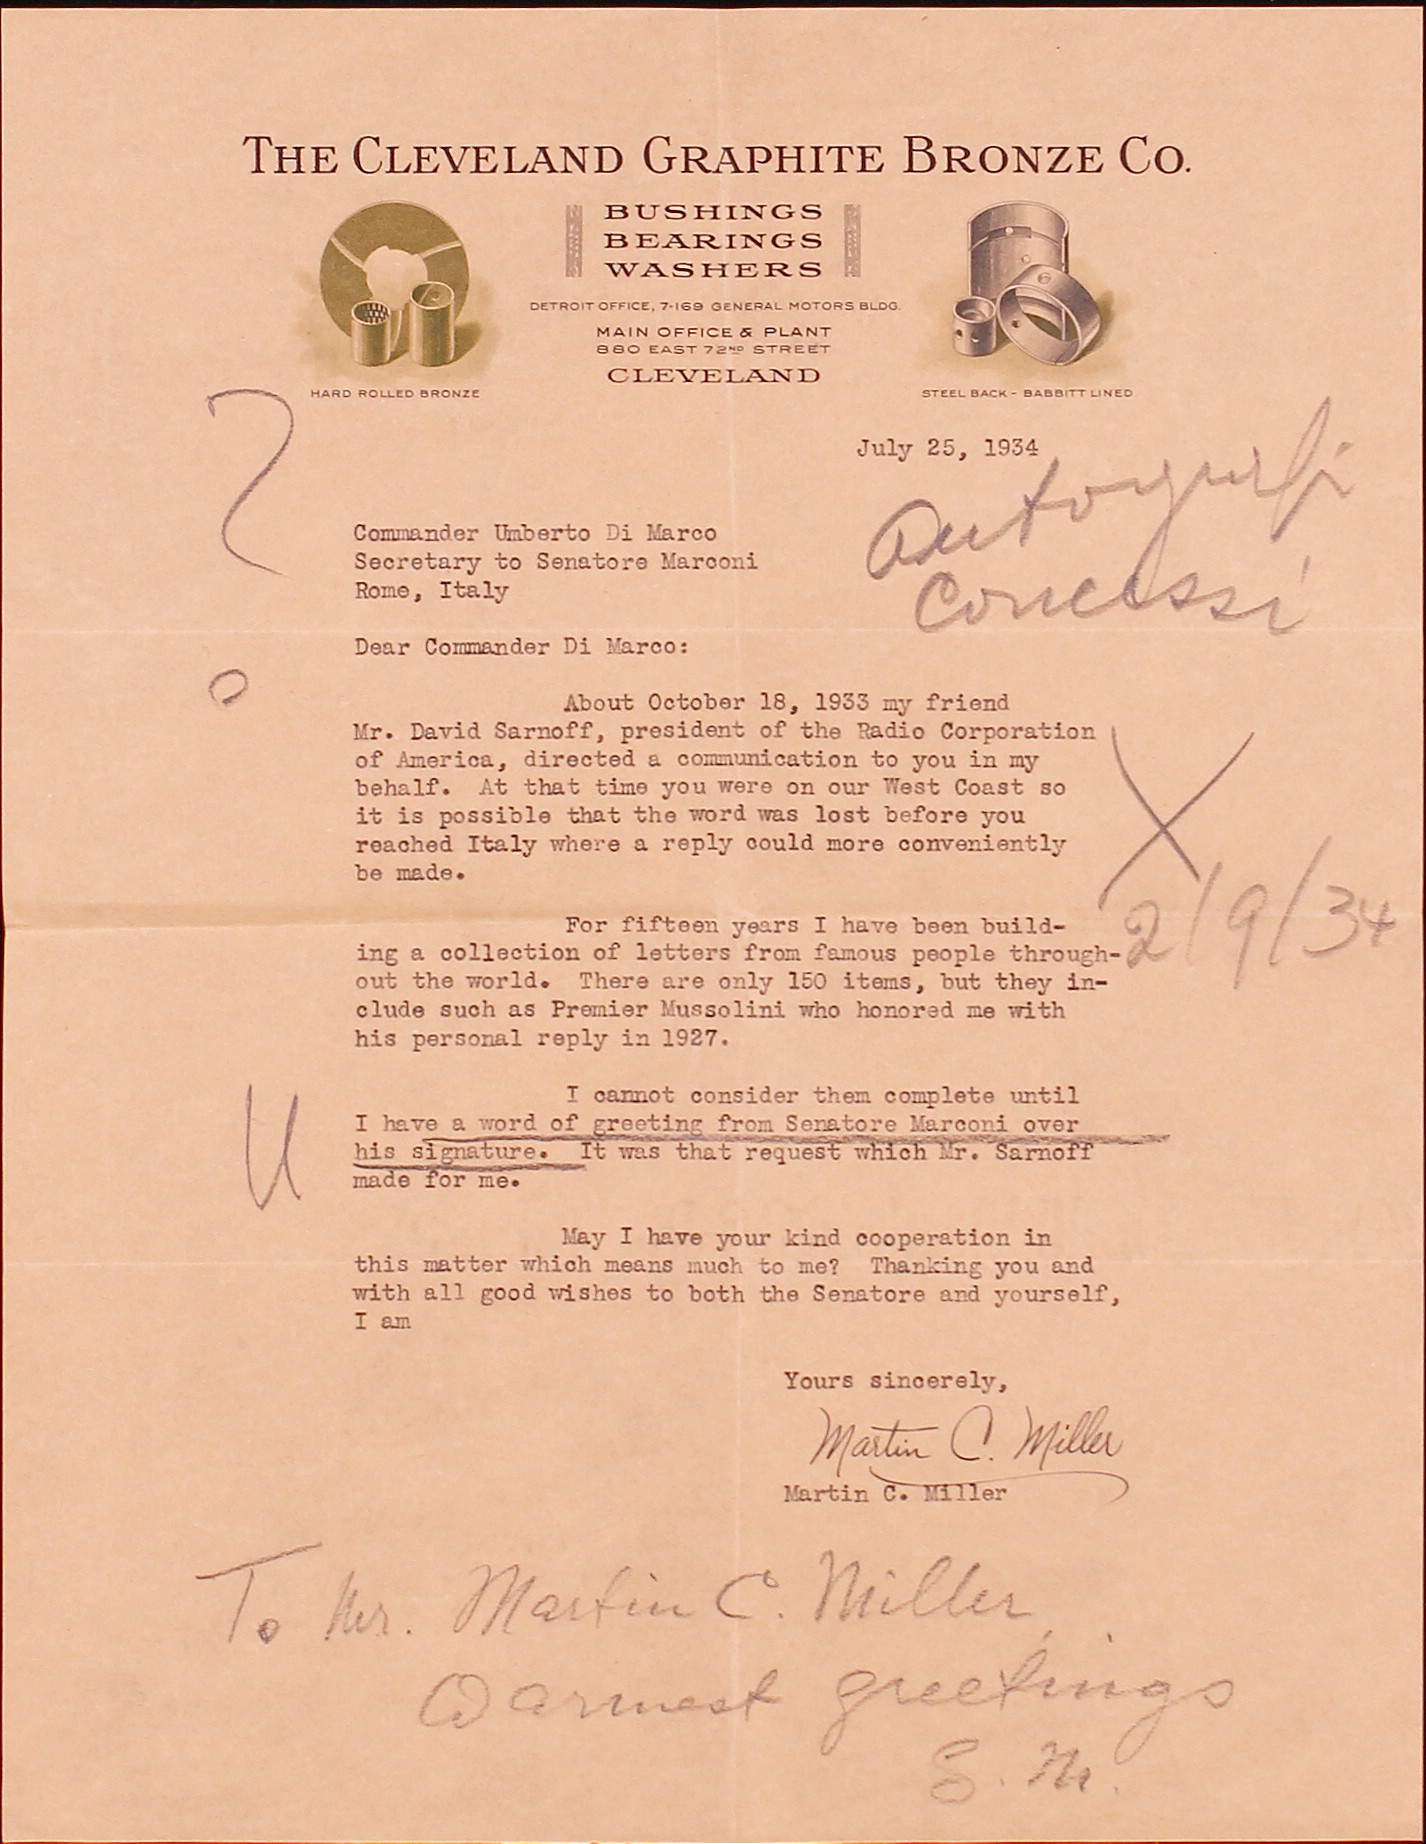 THE CLEVELAND GRAPHITE BRONZE CO.
BUSHINGS
BEARINGS
WASHERS
DETROIT OFFICE, 7-169 GENERAL MOTORS BLDG.
MAIN OFFICE & PLANT
880 EAST 72ND STREET
CLEVELAND
HARD ROLLED BRONZE
STEEL BACK - BABBITT LINED
July 25, 1934
?
Autografi
Concessi
Commander Umberto Di Marco
Secretary to Senatore Marconi
Rome, Italy
Dear Commander Di Marco:
About October 18, 1933 my friend
Mr. David Sarnoff, president of the Radio Corporation
of America, directed a communication to you in my
behalf. At that time you were on our West Coast so
it is possible that the word was lost before you
reached Italy where a reply could more conveniently
be made.
X
2/9/34
For fifteen years I have been build-
ing a collection of letters from famous people through-
out the world. There are only 150 items, but they in-
clude such as Premier Mussolini who honored me with
his personal reply in 1927.
I cannot consider them complete until
I have a word of greeting from Senatore Marconi over
his signature. It was that request which Mr. Sarnoff
made for me.
May I have your kind cooperation in
this matter which means much to me? Thanking you and
with all good wishes to both the Senatore and yourself,
I am
Yours sincerely,
Martin C. Miller
Martin C. Miller
To Mr. Martin C. Miller,
Warmest greetings
G. M.